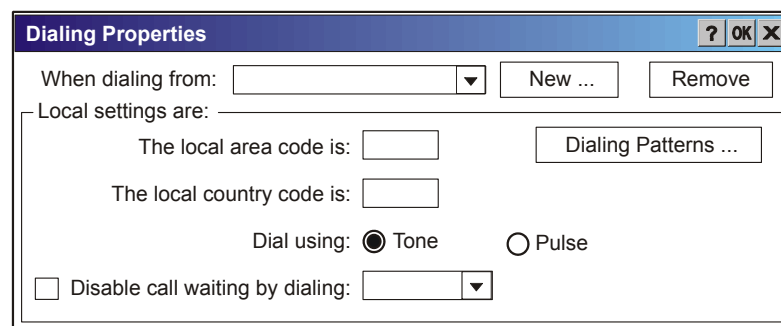 Dialing Properties ? OK X
When dialing from: New ... Remove
Local settings are:
The local area code is: Dialing Patterns ...
The local country code is:
Dial using: Tone Pulse
Disable call waiting by dialing: